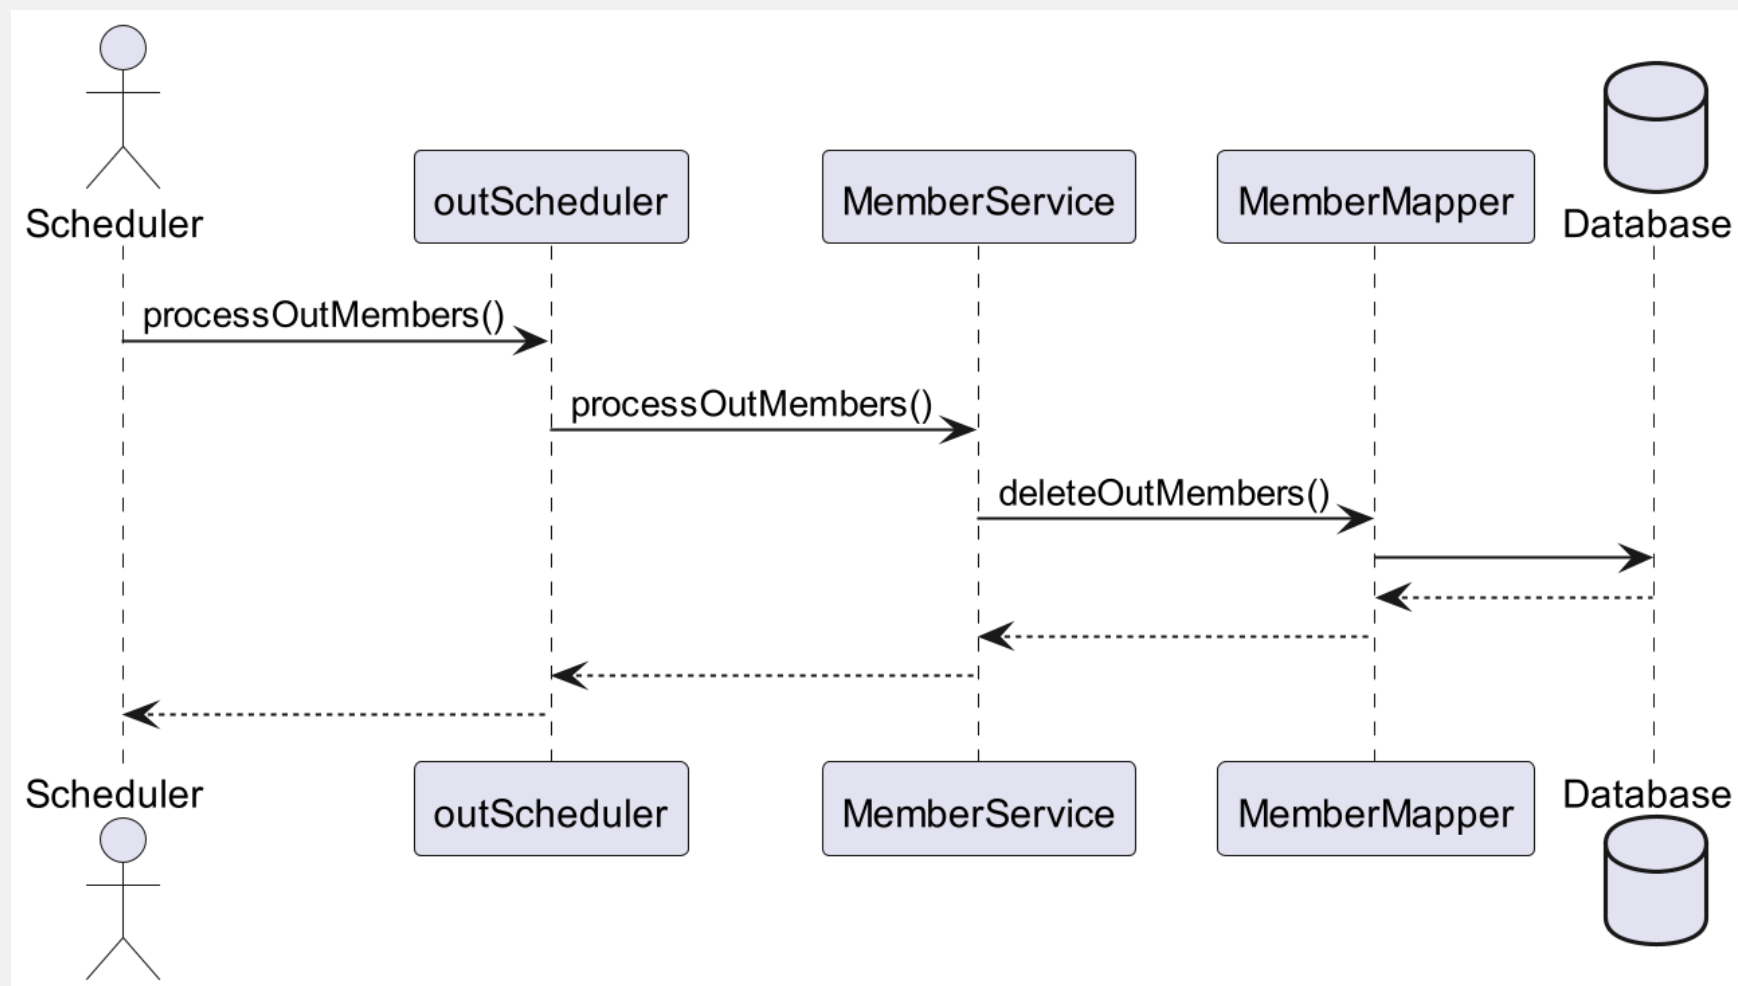 Scheduler
outScheduler
MemberService
MemberMapper
Database
processOutMembers()
processOutMembers()
deleteOutMembers()
Scheduler
outScheduler
MemberService
MemberMapper
Database